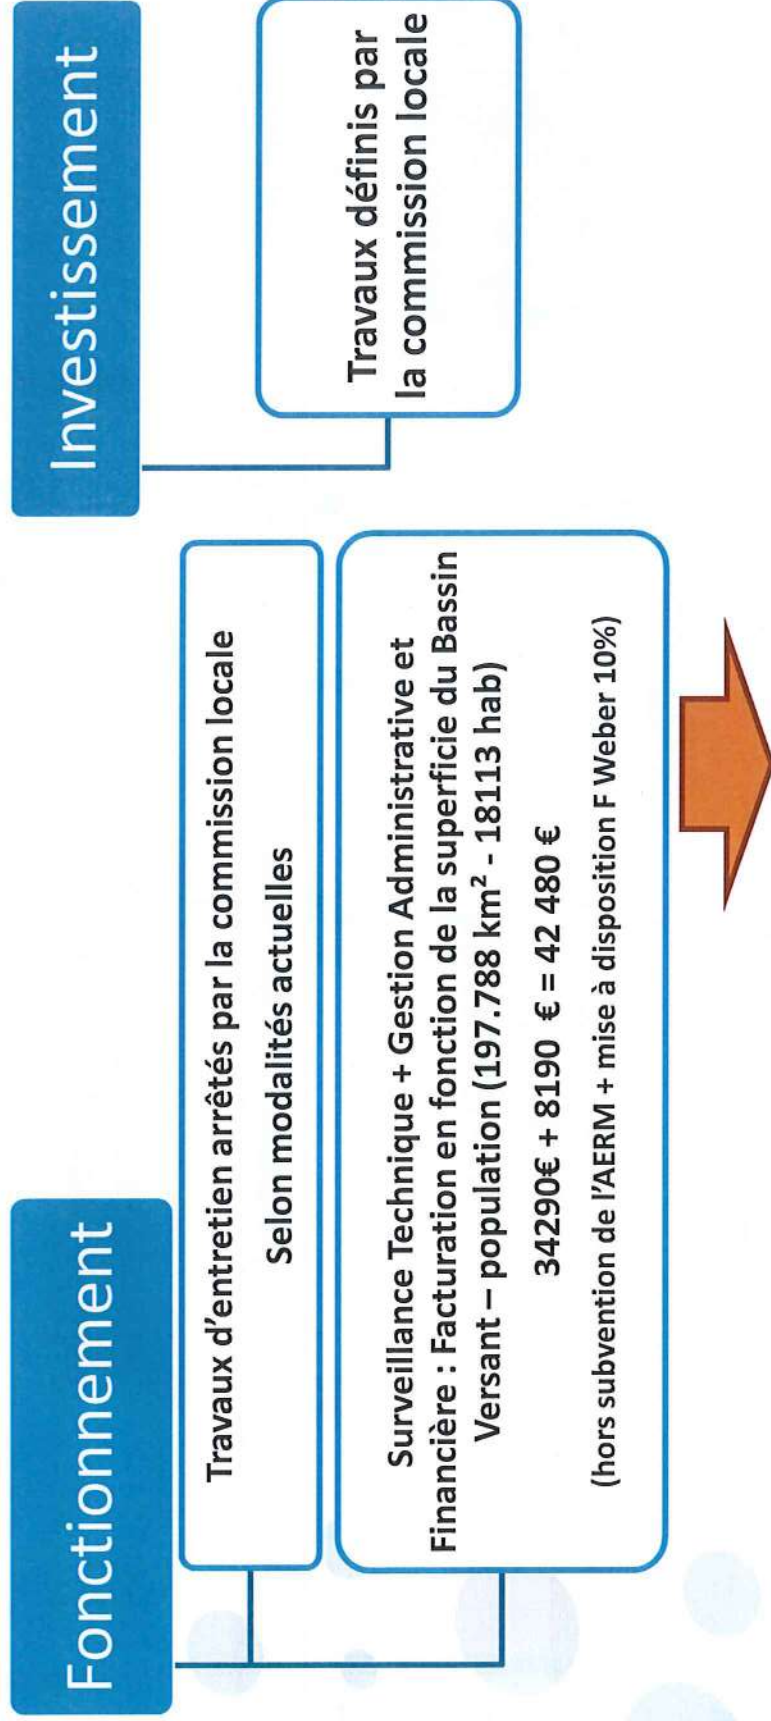 Fonctionnement
Travaux d'entretien arrêtés par la commission locale
Selon modalités actuelles
Surveillance Technique + Gestion Administrative et
Financière : Facturation en fonction de la superficie du Bassin
Versant – population (197.788 km² - 18113 hab)
34290€ + 8190 € = 42 480 €
(hors subvention de l'AERM + mise à disposition F Weber 10%)
Investissement
Travaux définis par
la commission locale